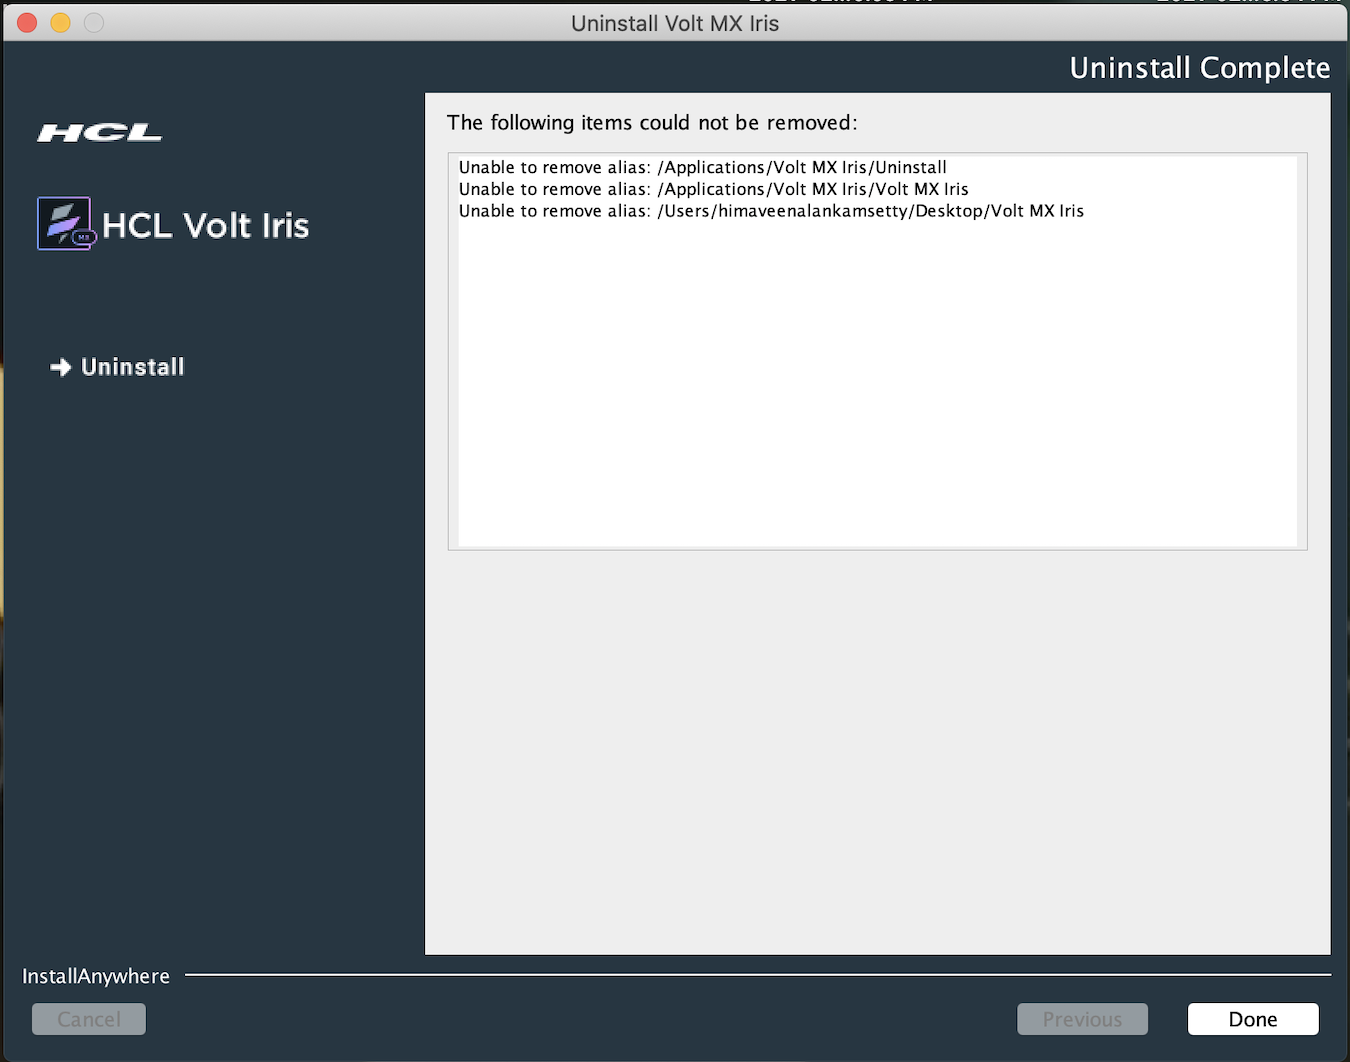 Uninstall Volt MX Iris
Uninstall Complete
HCL
HCL Volt Iris
Uninstall
The following items could not be removed:
Unable to remove alias: /Applications/Volt MX Iris/Uninstall
Unable to remove alias: /Applications/Volt MX Iris/Volt MX Iris
Unable to remove alias: /Users/himaveenalankamsetty/Desktop/Volt MX Iris
InstallAnywhere
Cancel
Previous
Done